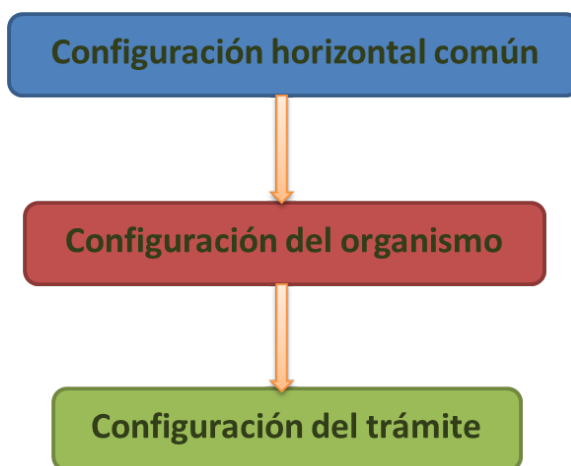 Configuración horizontal común
Configuración del organismo
Configuración del trámite